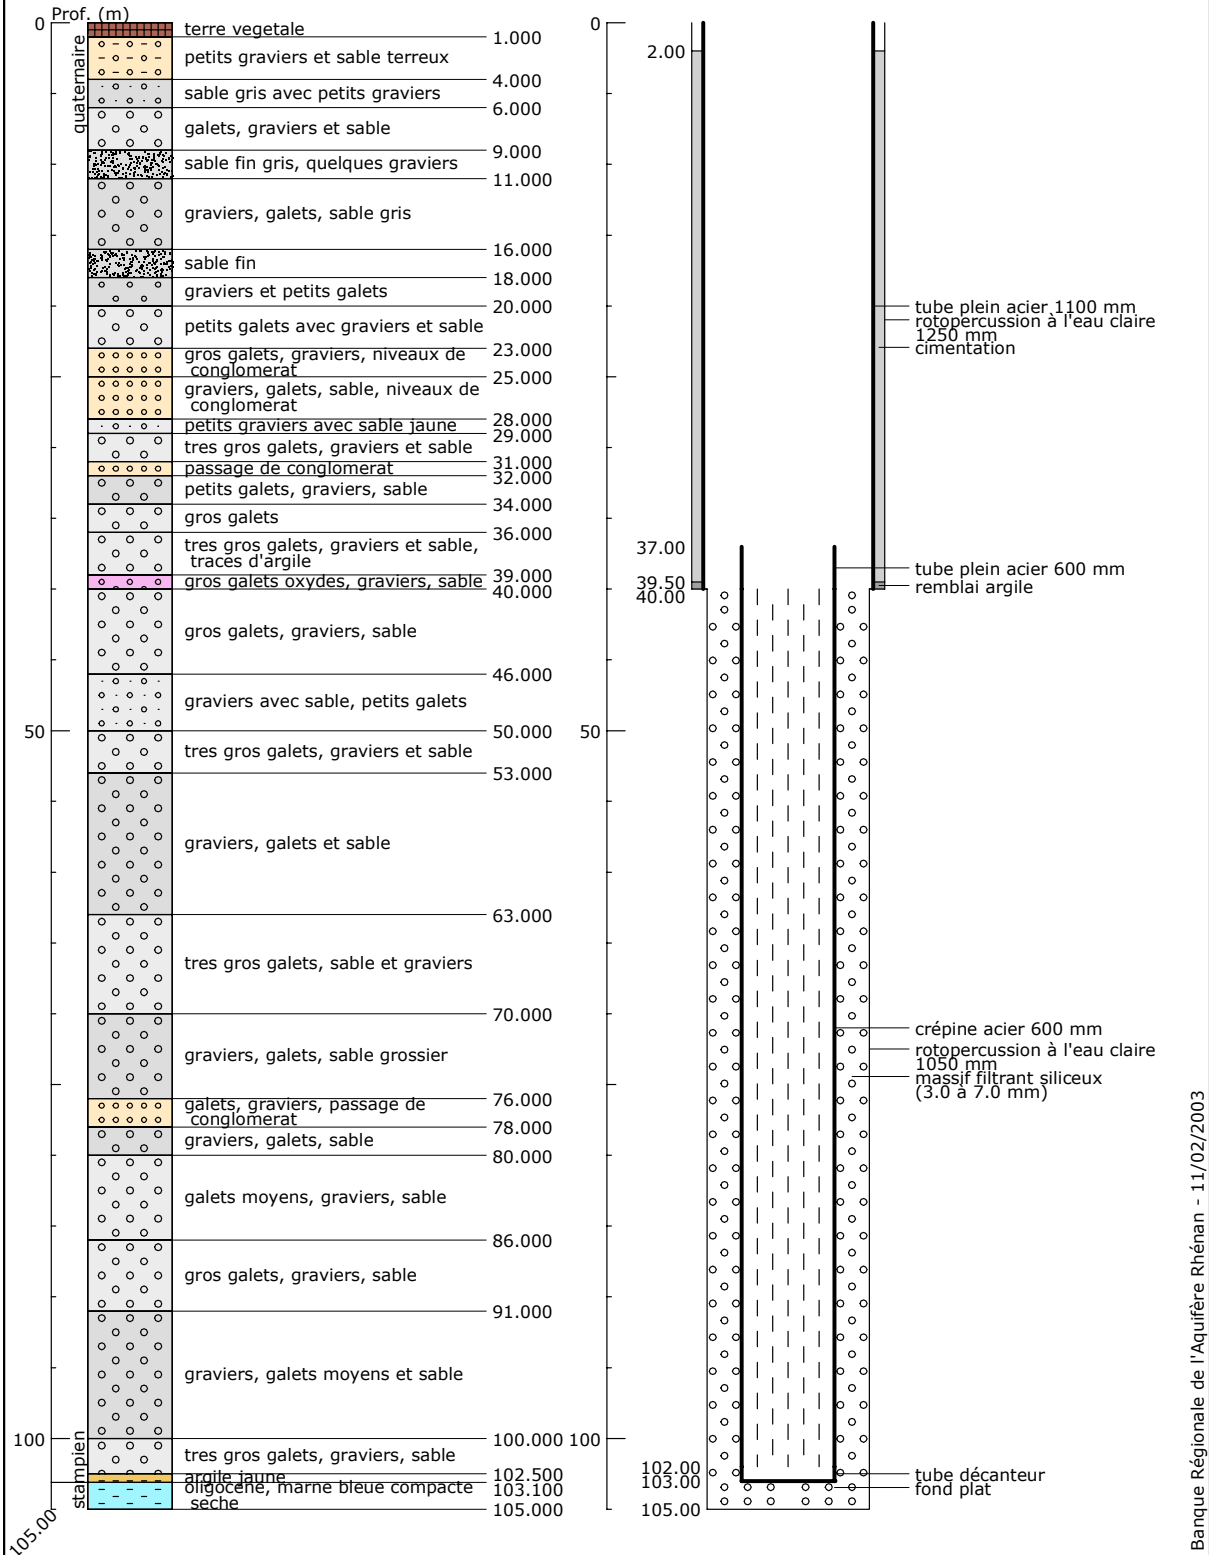 Prof. (m)
0
quaternaire
terre vegetale
1.000
petits graviers et sable terreux
4.000
sable gris avec petits graviers
6.000
galets, graviers et sable
9.000
sable fin gris, quelques graviers
11.000
graviers, galets, sable gris
16.000
sable fin
18.000
graviers et petits galets
20.000
petits galets avec graviers et sable
23.000
gros galets, graviers, niveaux de
conglomerat
25.000
graviers, galets, sable, niveaux de
conglomerat
28.000
petits graviers avec sable jaune
29.000
tres gros galets, graviers et sable
31.000
passage de conglomerat
32.000
petits galets, graviers, sable
34.000
gros galets
36.000
tres gros galets, graviers et sable,
traces d'argile
39.000
gros galets oxydes, graviers, sable
40.000
gros galets, graviers, sable
46.000
graviers avec sable, petits galets
50
50.000
tres gros galets, graviers et sable
53.000
graviers, galets et sable
63.000
tres gros galets, sable et graviers
70.000
graviers, galets, sable grossier
76.000
galets, graviers, passage de
conglomerat
78.000
graviers, galets, sable
80.000
galets moyens, graviers, sable
86.000
gros galets, graviers, sable
91.000
graviers, galets moyens et sable
100
100.000
tres gros galets, graviers, sable
102.500
stampien
argile jaune
103.100
oligocene, marne bleue compacte
seche
105.000
105.00
0
2.00
tube plein acier 1100 mm
rotopercussion à l'eau claire
1250 mm
cimentation
37.00
tube plein acier 600 mm
39.50
remblai argile
40.00
50
crépine acier 600 mm
rotopercussion à l'eau claire
1050 mm
massif filtrant siliceux
(3.0 à 7.0 mm)
100
102.00
tube décanteur
103.00
fond plat
105.00
Banque Régionale de l'Aquifère Rhénan - 11/02/2003